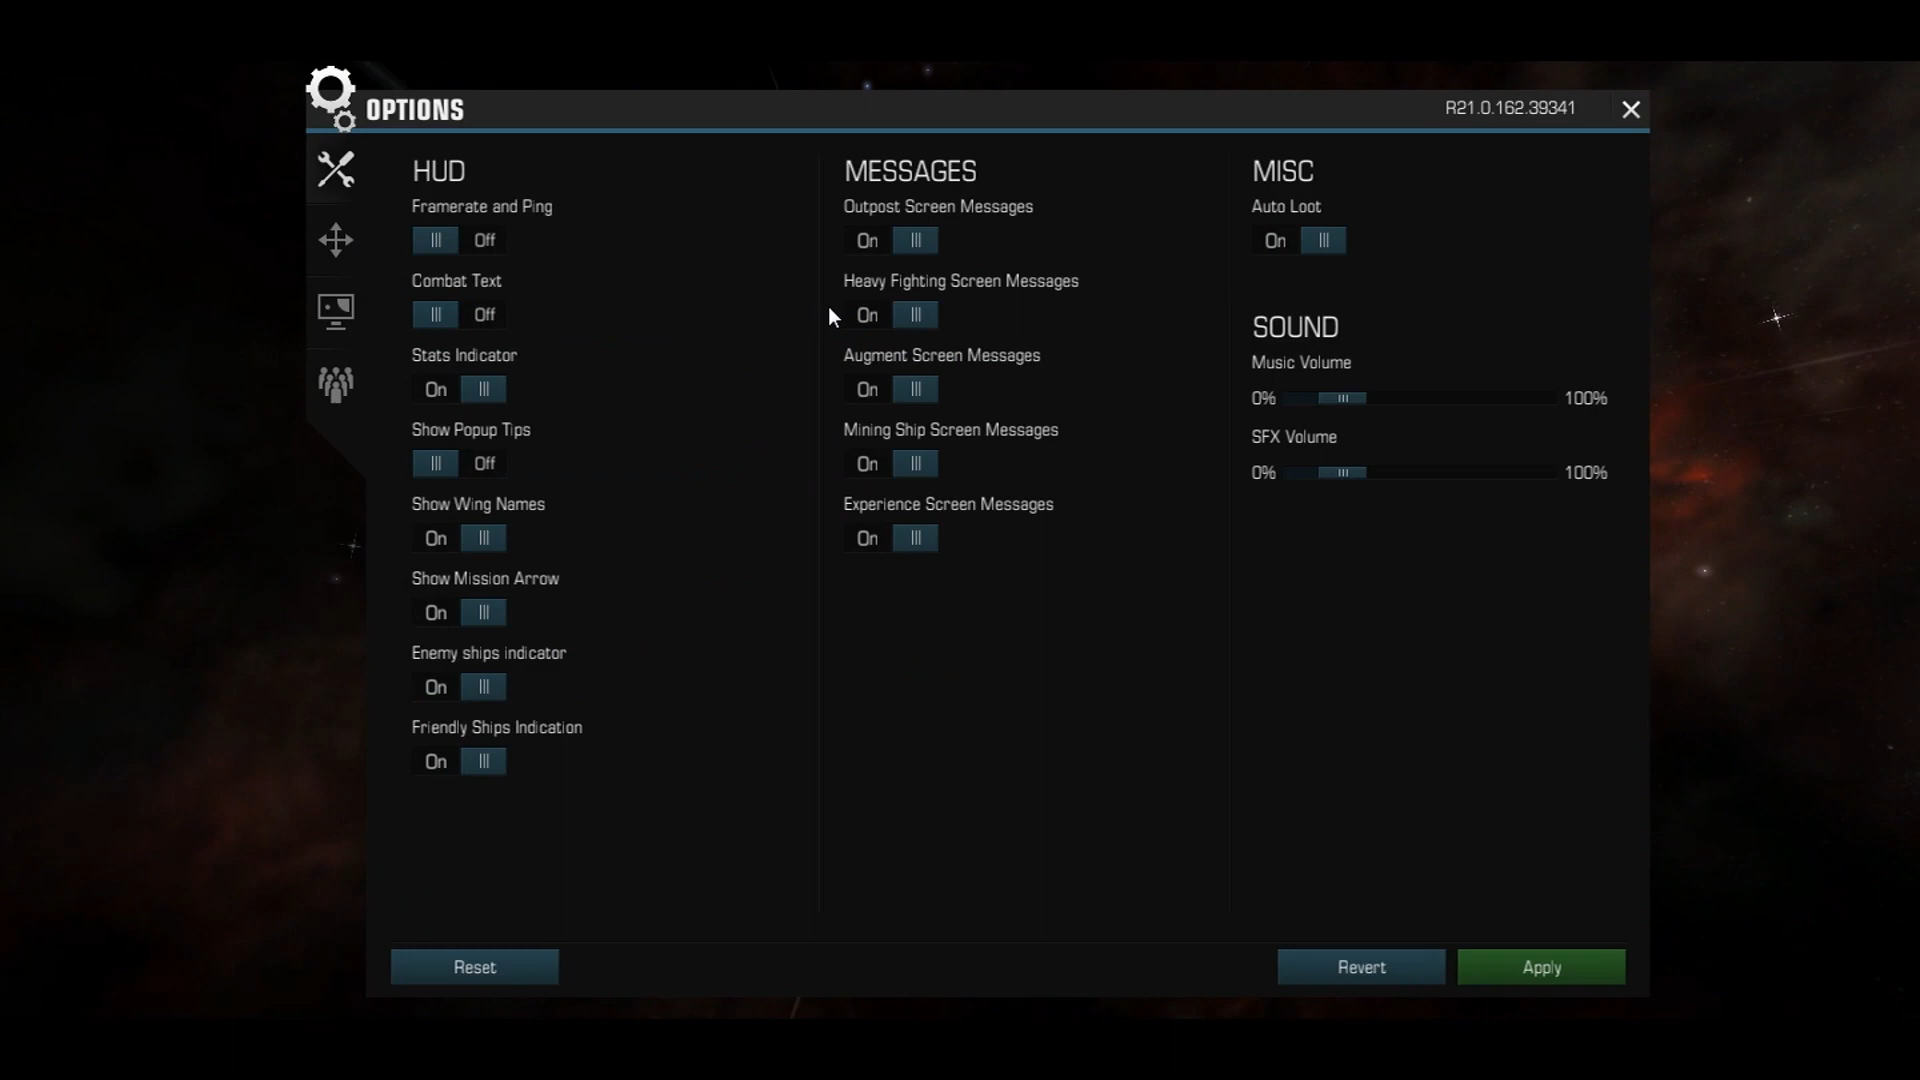 OPTIONS
R21.0.162.39341
HUD
Framerate and Ping
Off
Combat Text
Off
Stats Indicator
On
Show Popup Tips
Off
Show Wing Names
On
Show Mission Arrow
On
Enemy ships indicator
On
Friendly Ships Indication
On
MESSAGES
Outpost Screen Messages
On
Heavy Fighting Screen Messages
On
Augment Screen Messages
On
Mining Ship Screen Messages
On
Experience Screen Messages
On
MISC
Auto Loot
On
SOUND
Music Volume
0% 100%
SFX Volume
0% 100%
Reset
Revert
Apply